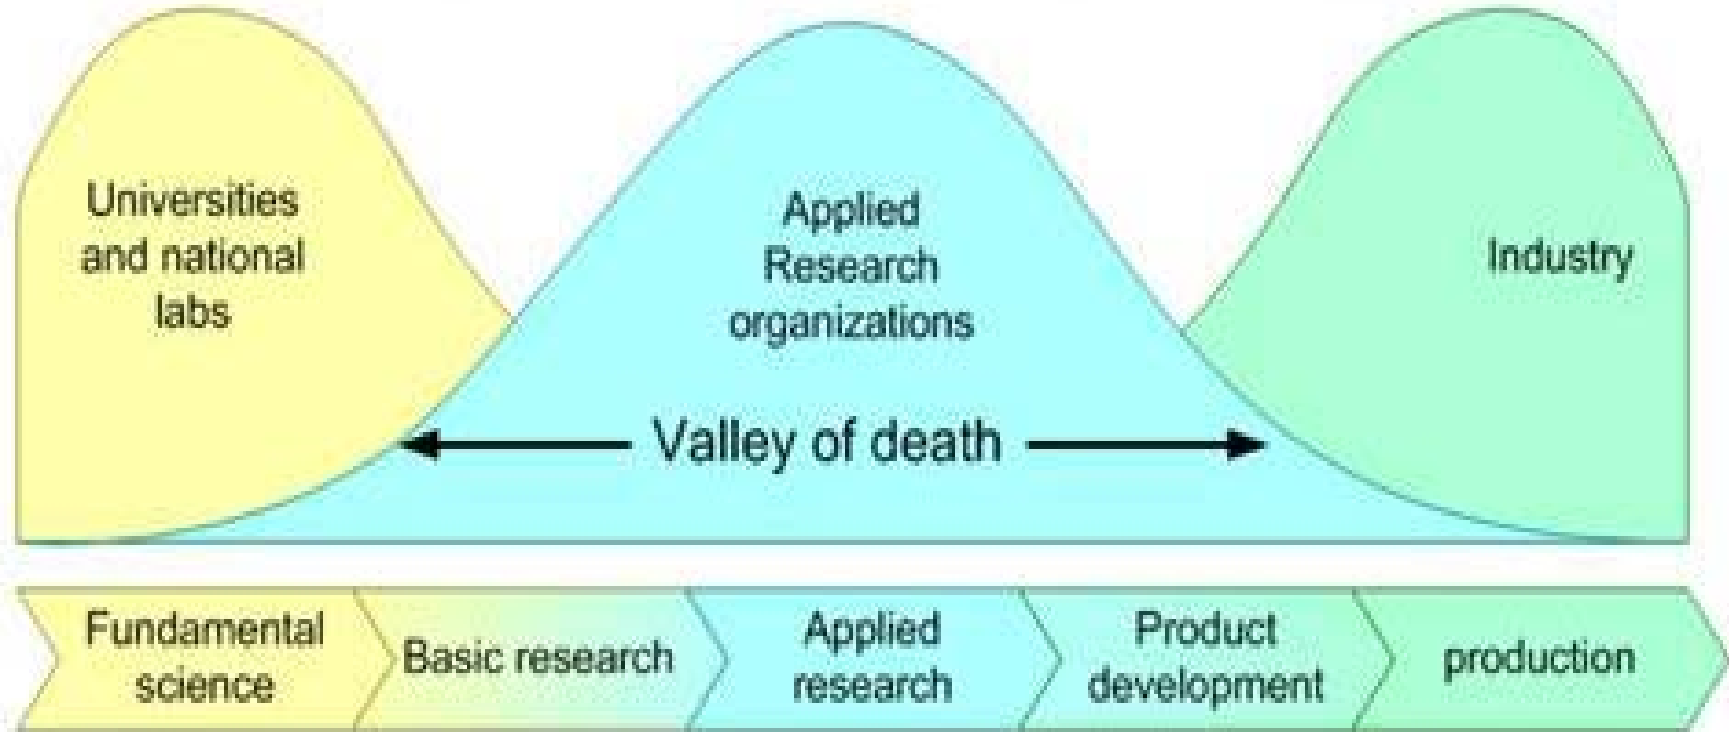 Universities
and national
labs
Applied
Research
organizations
Industry
Valley of death
Fundamental
science
Basic research
Applied
research
Product
development
production